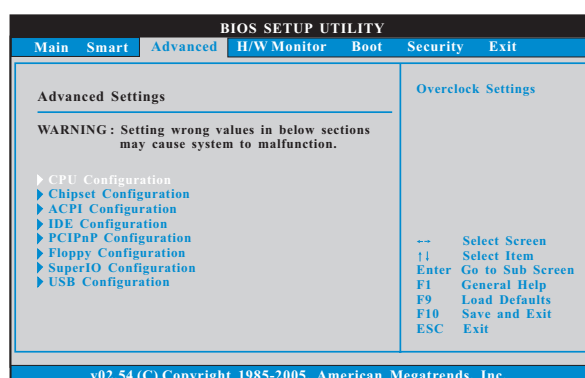 BIOS SETUP UTILITY
Main Smart Advanced H/W Monitor Boot Security Exit
Advanced Settings
WARNING : Setting wrong values in below sections
may cause system to malfunction.
CPU Configuration
Chipset Configuration
ACPI Configuration
IDE Configuration
PCIPnP Configuration
Floppy Configuration
SuperIO Configuration
USB Configuration
Overclock Settings
←→ Select Screen
↑↓ Select Item
Enter Go to Sub Screen
F1 General Help
F9 Load Defaults
F10 Save and Exit
ESC Exit
v02.54 (C) Copyright 1985-2005, American Megatrends, Inc.